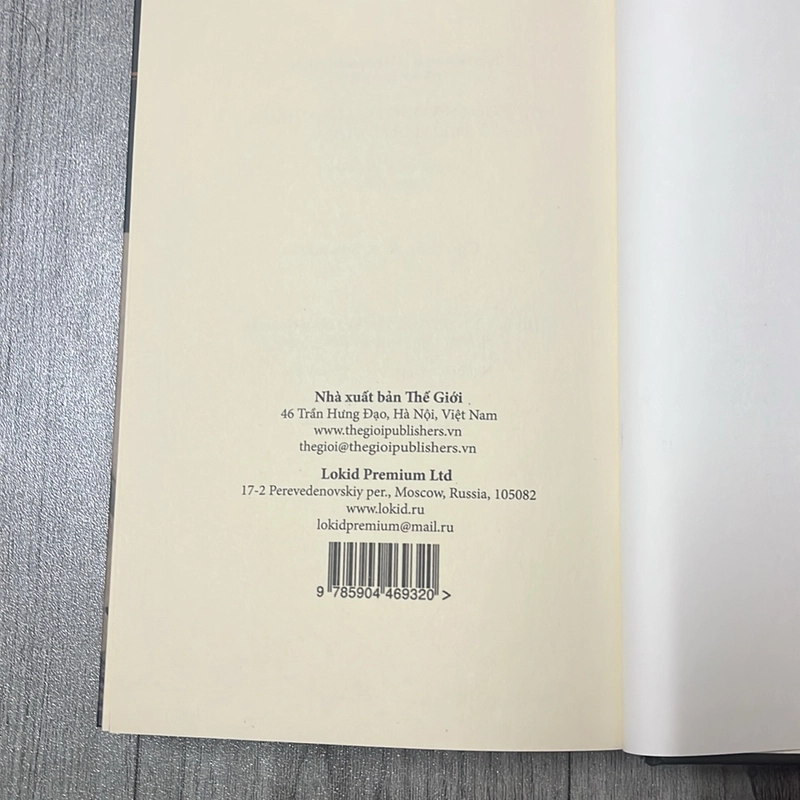 Nhà xuất bản Thế Giới
46 Trần Hưng Đạo, Hà Nội, Việt Nam
www.thegioipublishers.vn
thegioi@thegioipublishers.vn
Lokid Premium Ltd
17-2 Perevedenovskiy per., Moscow, Russia, 105082
www.lokid.ru
lokidpremium@mail.ru
9 785904 469320 >